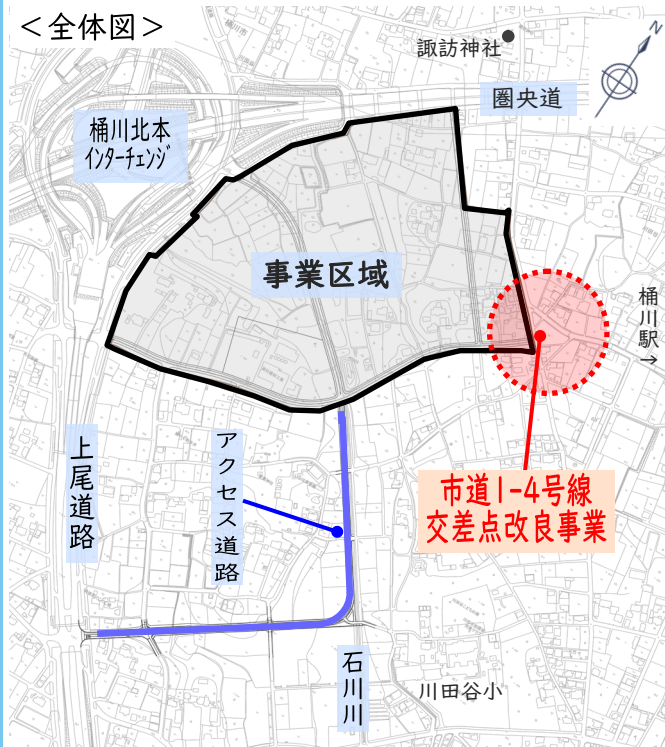 ＜全体図＞
諏訪神社
N
圏央道
桶川北本
インターチェンジ
事業区域
桶川駅→
上尾道路
アクセス道路
市道1-4号線
交差点改良事業
石川川
川田谷小